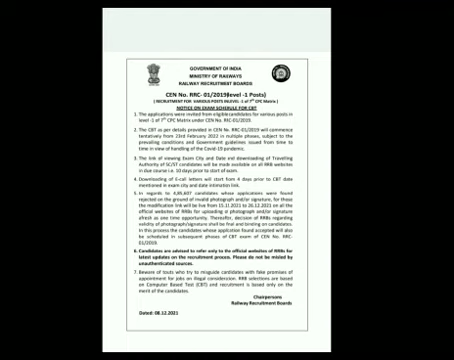 GOVERNMENT OF INDIA
MINISTRY OF RAILWAYS
RAILWAY RECRUITMENT BOARDS
CEN No. RRC- 01/2019(level -1 Posts)
( RECRUITMENT FOR VARIOUS POSTS IN LEVEL -1 of 7th CPC Matrix )
NOTICE ON EXAM SCHEDULE FOR CBT
1. The applications were invited from eligible candidates for various posts in
level -1 of 7th CPC Matrix under CEN No. RRC-01/2019.
2. The CBT as per details provided in CEN No. RRC-01/2019 will commence
tentatively from 23rd February 2022 in multiple phases, subject to
the prevailing conditions and Government guidelines issued from time to
time in view of handling of the Covid-19 pandemic.
3. The link of viewing Exam City and Date and downloading of Travelling
Authority of SC/ST candidates will be made available on all RRB websites
in due course i.e. 10 days prior to start of exam.
4. Downloading of E-call letters will start from 4 days prior to CBT date
mentioned in exam city and date intimation link.
5. In regards to 4,85,607 candidates whose applications were found
rejected on the ground of invalid photograph and/or signature, for
those the modification link will be live from 15.12.2021 to 26.12.2021 on all
the official websites of RRBs for uploading of photograph and/or signature
afresh as one time opportunity. Thereafter, decision of RRBs regarding
validity of photograph/signature shall be final and binding on candidates.
In this process the candidates whose application found accepted will also
be scheduled in subsequent phases of CBT exam of CEN No. RRC-
01/2019.
6. Candidates are advised to refer only to the official websites of RRBs for
latest updates on the recruitment process. Please do not be misled by
unauthenticated sources.
7. Beware of touts who try to misguide candidates with fake promises of
appointment for jobs on illegal consideration. RRB selections are based
on Computer Based Test (CBT) and recruitment is based only on the
merit of the candidates.
Chairpersons
Railway Recruitment Boards
Dated: 08.12.2021